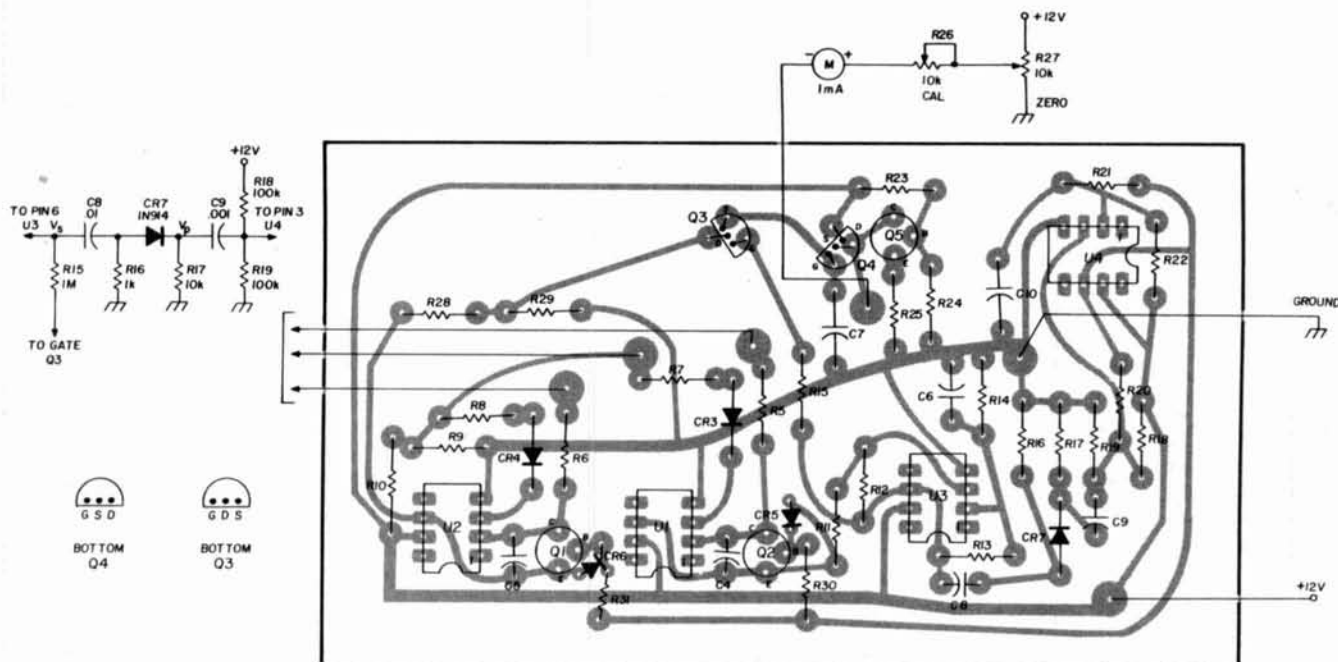 +12V
R26
R27
10k
ZERO
10k
CAL
- M +
1mA
+12V
R18
100k
C8
.01
CR7
1N914
C9
.001
TO PIN 6
U3
Vs
Vp
TO PIN 3
U4
R15
1M
R16
1k
R17
10k
R19
100k
TO GATE
Q3
G S D
BOTTOM
Q4
G D S
BOTTOM
Q3
R23
R21
Q3
S
D
G
Q4
C
B
E
Q5
U4
R22
C10
GROUND
R28
R29
C7
R25
R24
R7
R8
R9
CR3
R5
R15
C6
R14
R20
R16
R17
R19
R18
CR4
R6
R10
U2
U1
CR5
R12
U3
R11
C9
CR7
Q1
CR6
C4
Q2
R13
C8
R31
R30
E
E
+12V